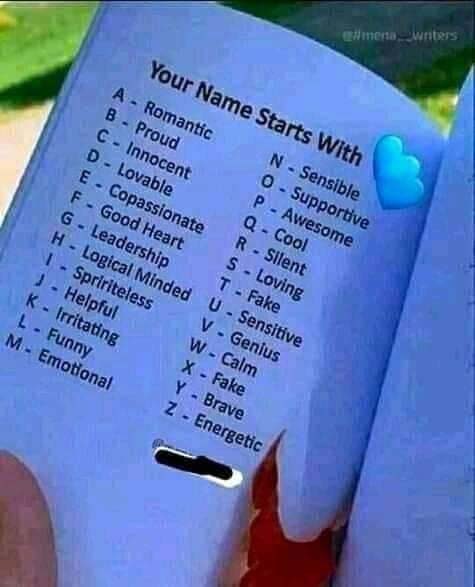 @#mena__writers
Your Name Starts With
A - Romantic
B - Proud
C - Innocent
D - Lovable
E - Copassionate
F - Good Heart
G - Leadership
H - Logical Minded
I - Spririteless
J - Helpful
K - Irritating
L - Funny
M - Emotional
N - Sensible
O - Supportive
P - Awesome
Q - Cool
R - Silent
S - Loving
T - Fake
U - Sensitive
V - Genius
W - Calm
X - Fake
Y - Brave
Z - Energetic